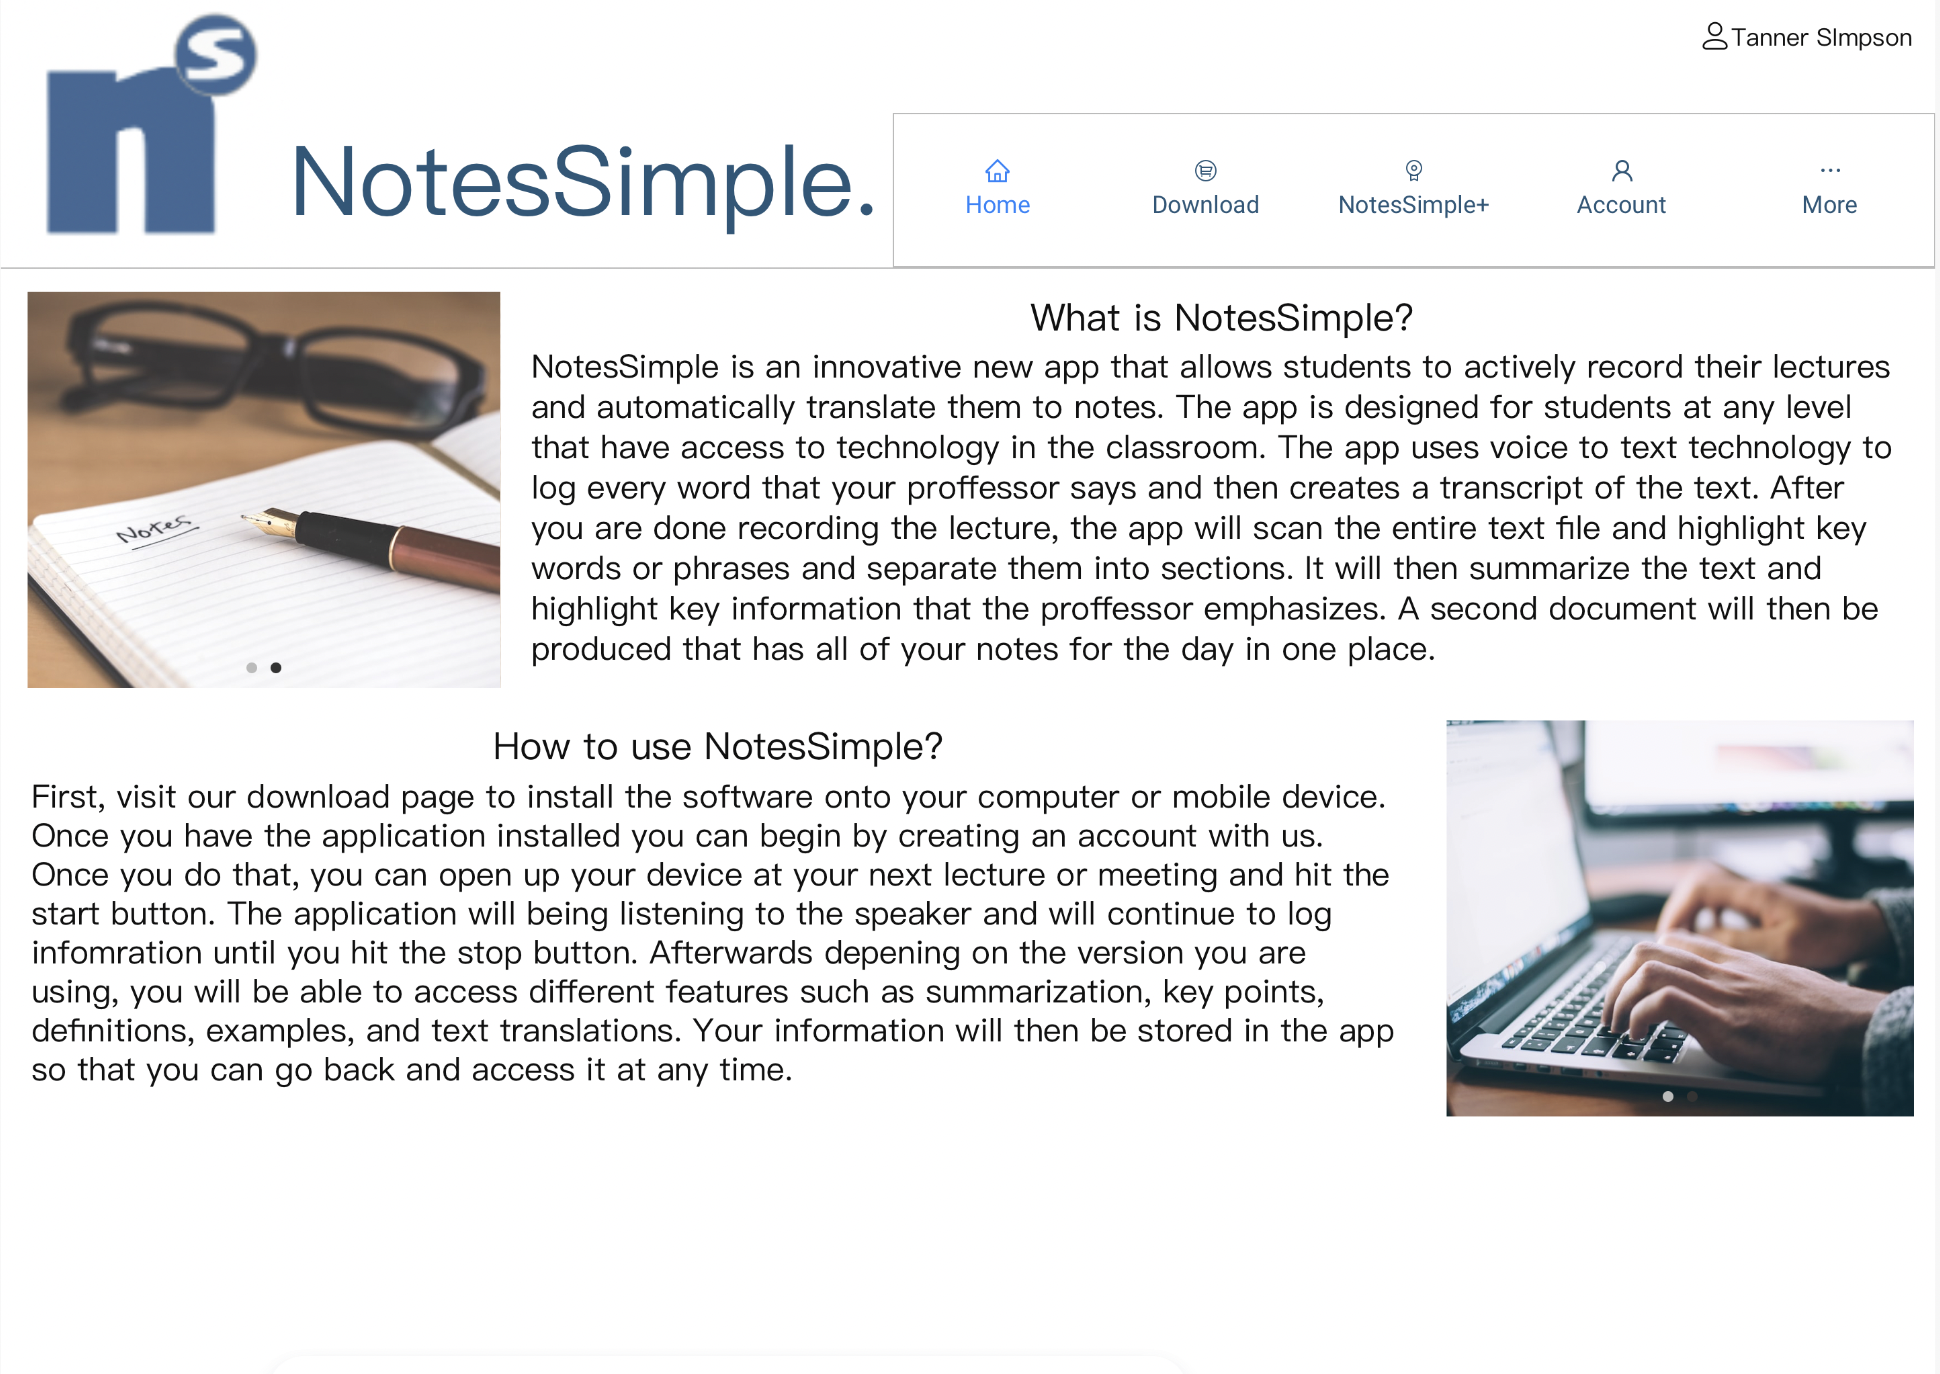 n
S
Tanner SImpson
NotesSimple.
Home
Download
NotesSimple+
Account
More
What is NotesSimple?
NotesSimple is an innovative new app that allows students to actively record their lectures
and automatically translate them to notes. The app is designed for students at any level
that have access to technology in the classroom. The app uses voice to text technology to
log every word that your proffessor says and then creates a transcript of the text. After
you are done recording the lecture, the app will scan the entire text file and highlight key
words or phrases and separate them into sections. It will then summarize the text and
highlight key information that the proffessor emphasizes. A second document will then be
produced that has all of your notes for the day in one place.
Notes
How to use NotesSimple?
First, visit our download page to install the software onto your computer or mobile device.
Once you have the application installed you can begin by creating an account with us.
Once you do that, you can open up your device at your next lecture or meeting and hit the
start button. The application will being listening to the speaker and will continue to log
infomration until you hit the stop button. Afterwards depening on the version you are
using, you will be able to access different features such as summarization, key points,
definitions, examples, and text translations. Your information will then be stored in the app
so that you can go back and access it at any time.